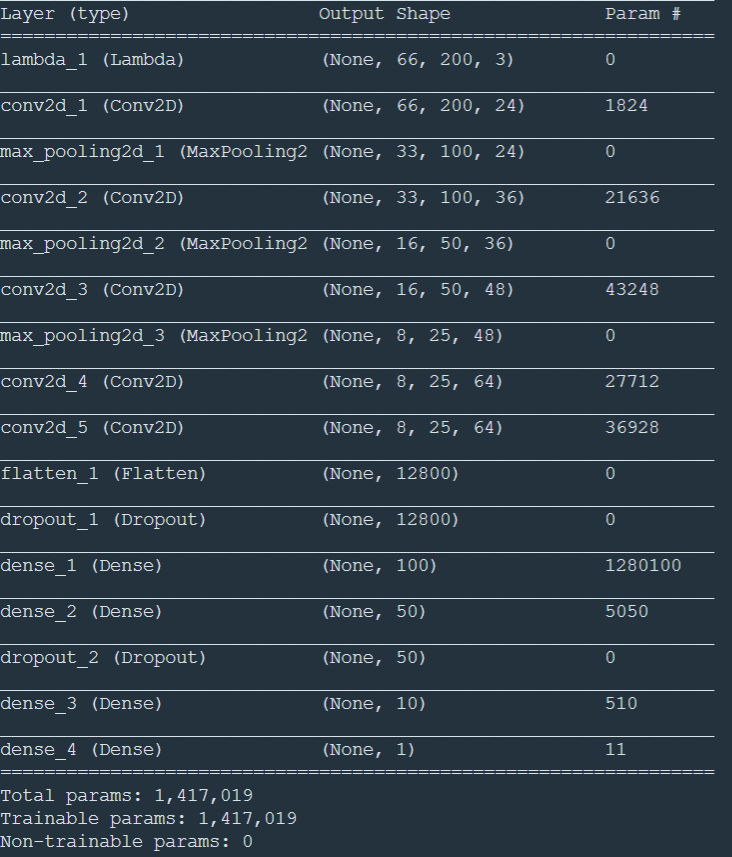 Layer (type) Output Shape Param #
=================================================================
lambda_1 (Lambda) (None, 66, 200, 3) 0
conv2d_1 (Conv2D) (None, 66, 200, 24) 1824
max_pooling2d_1 (MaxPooling2 (None, 33, 100, 24) 0
conv2d_2 (Conv2D) (None, 33, 100, 36) 21636
max_pooling2d_2 (MaxPooling2 (None, 16, 50, 36) 0
conv2d_3 (Conv2D) (None, 16, 50, 48) 43248
max_pooling2d_3 (MaxPooling2 (None, 8, 25, 48) 0
conv2d_4 (Conv2D) (None, 8, 25, 64) 27712
conv2d_5 (Conv2D) (None, 8, 25, 64) 36928
flatten_1 (Flatten) (None, 12800) 0
dropout_1 (Dropout) (None, 12800) 0
dense_1 (Dense) (None, 100) 1280100
dense_2 (Dense) (None, 50) 5050
dropout_2 (Dropout) (None, 50) 0
dense_3 (Dense) (None, 10) 510
dense_4 (Dense) (None, 1) 11
=================================================================
Total params: 1,417,019
Trainable params: 1,417,019
Non-trainable params: 0